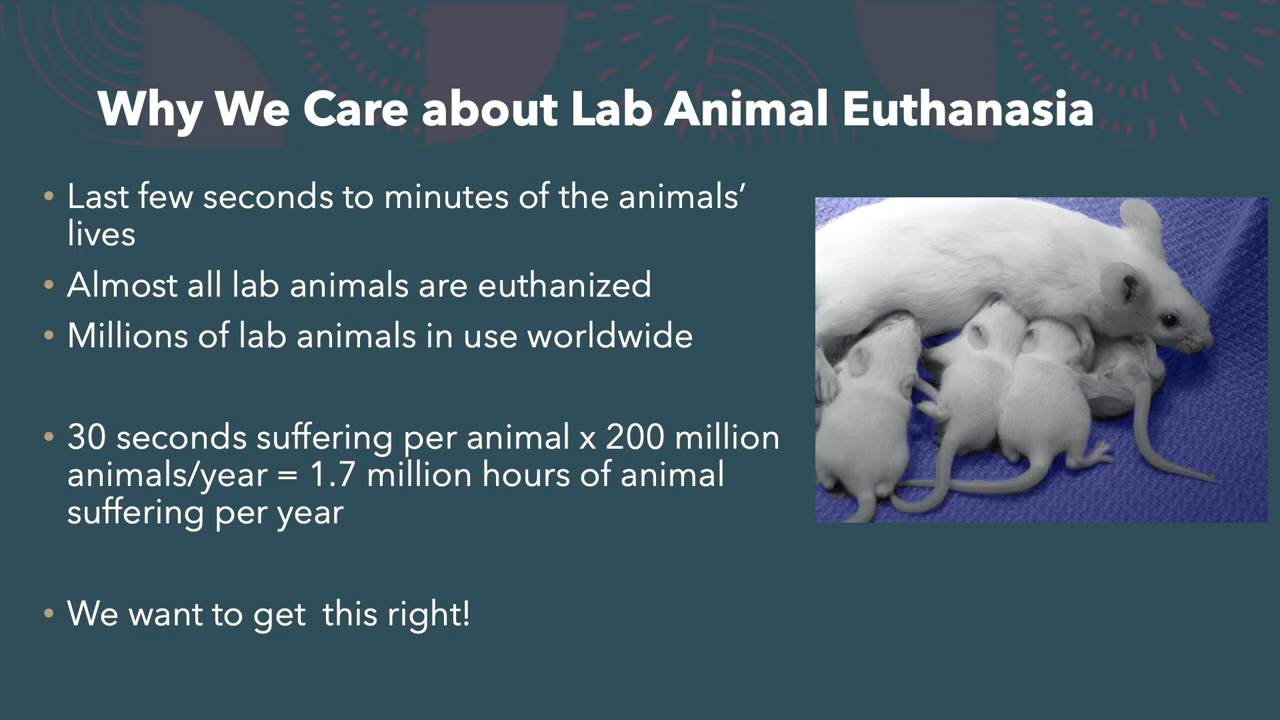 Why We Care about Lab Animal Euthanasia
• Last few seconds to minutes of the animals’
lives
• Almost all lab animals are euthanized
• Millions of lab animals in use worldwide
• 30 seconds suffering per animal x 200 million
animals/year = 1.7 million hours of animal
suffering per year
• We want to get  this right!